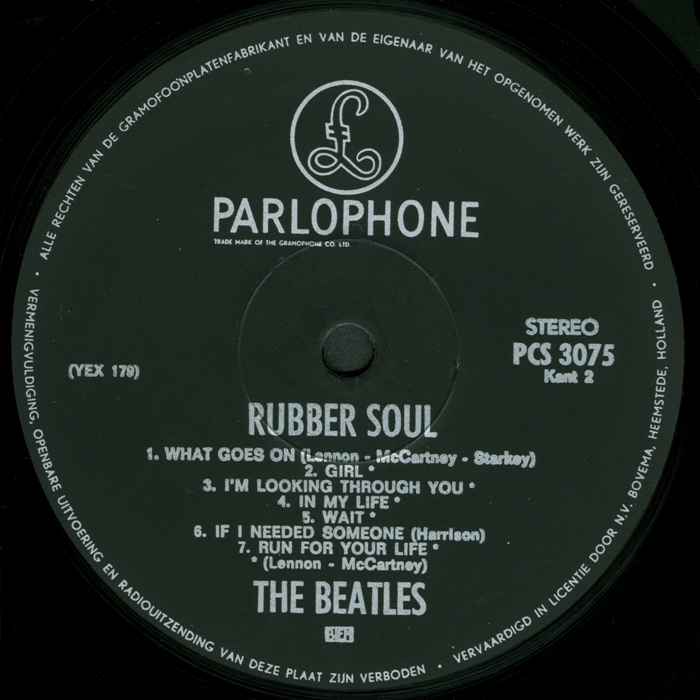 • ALLE RECHTEN VAN DE GRAMOFOONPLATENFABRIKANT EN VAN DE EIGENAAR VAN HET OPGENOMEN WERK ZIJN GERESERVEERD •
VERMENIGVULDIGING, OPENBARE UITVOERING EN RADIOUITZENDING VAN DEZE PLAAT ZIJN VERBODEN •
VERVAARDIGD IN LICENTIE DOOR N.V. BOVEMA, HEEMSTEDE, HOLLAND
£
PARLOPHONE
TRADE MARK OF THE GRAMOPHONE CO. LTD.
STEREO
PCS 3075
Kant 2
(YEX 179)
RUBBER SOUL
1. WHAT GOES ON (Lennon - McCartney - Starkey)
2. GIRL *
3. I'M LOOKING THROUGH YOU *
4. IN MY LIFE *
5. WAIT *
6. IF I NEEDED SOMEONE (Harrison)
7. RUN FOR YOUR LIFE *
* (Lennon - McCartney)
THE BEATLES